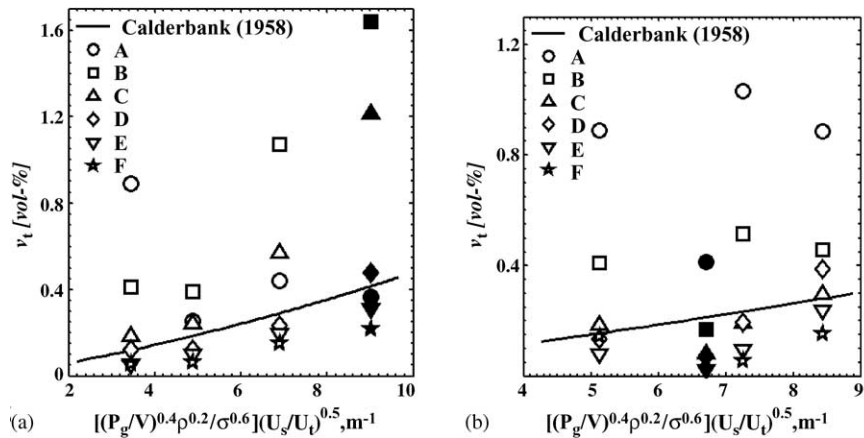 1.6
1.2
0.8
0.4
0
2
4
6
8
10
Calderbank (1958)
A
B
C
D
E
F
v_t [vol-%]
[(P_g/V)^0.4 ρ^0.2/σ^0.6](U_s/U_t)^0.5, m^-1
(a)
1.2
0.8
0.4
4
5
6
7
8
9
Calderbank (1958)
A
B
C
D
E
F
v_t [vol-%]
[(P_g/V)^0.4 ρ^0.2/σ^0.6](U_s/U_t)^0.5, m^-1
(b)